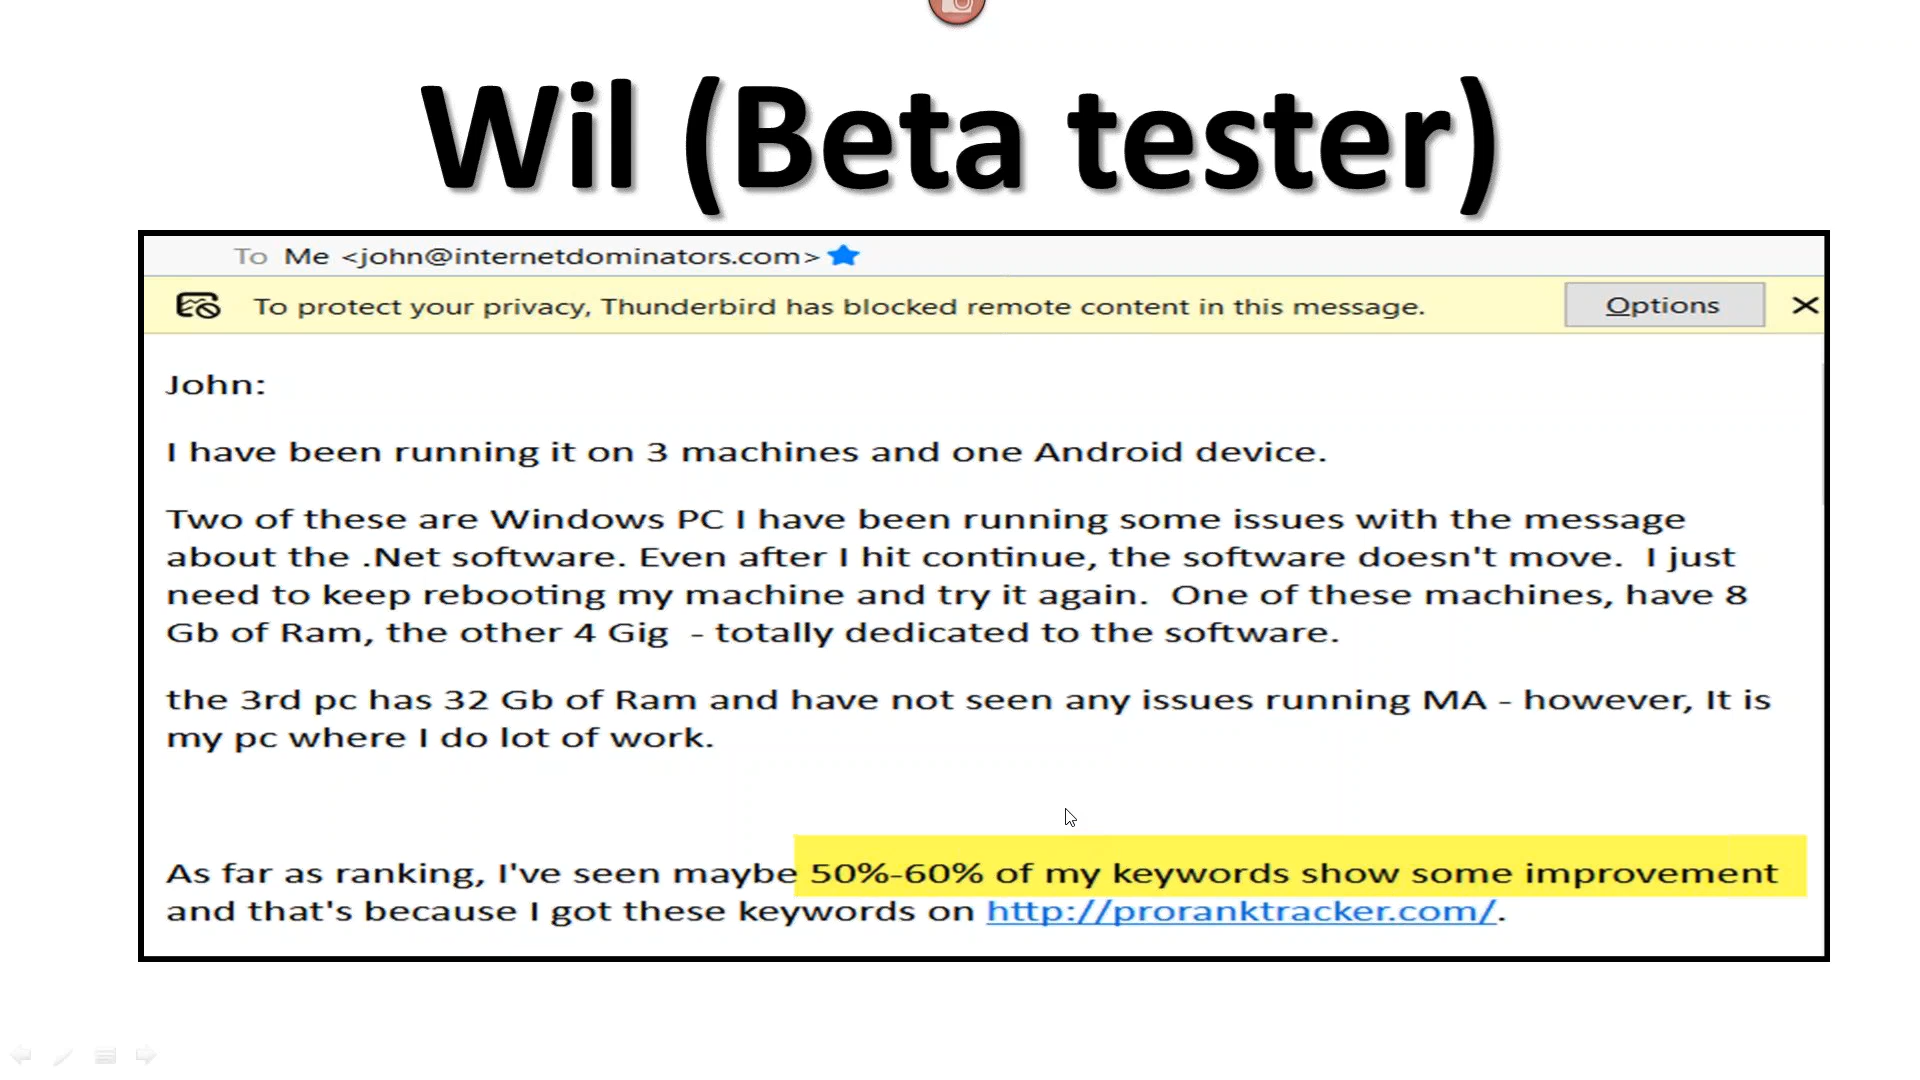 Wil (Beta tester)
To Me <john@internetdominators.com>
To protect your privacy, Thunderbird has blocked remote content in this message.
Options
John:
I have been running it on 3 machines and one Android device.
Two of these are Windows PC I have been running some issues with the message
about the .Net software. Even after I hit continue, the software doesn't move.  I just
need to keep rebooting my machine and try it again.  One of these machines, have 8
Gb of Ram, the other 4 Gig  - totally dedicated to the software.
the 3rd pc has 32 Gb of Ram and have not seen any issues running MA - however, It is
my pc where I do lot of work.
As far as ranking, I've seen maybe 50%-60% of my keywords show some improvement
and that's because I got these keywords on http://proranktracker.com/.